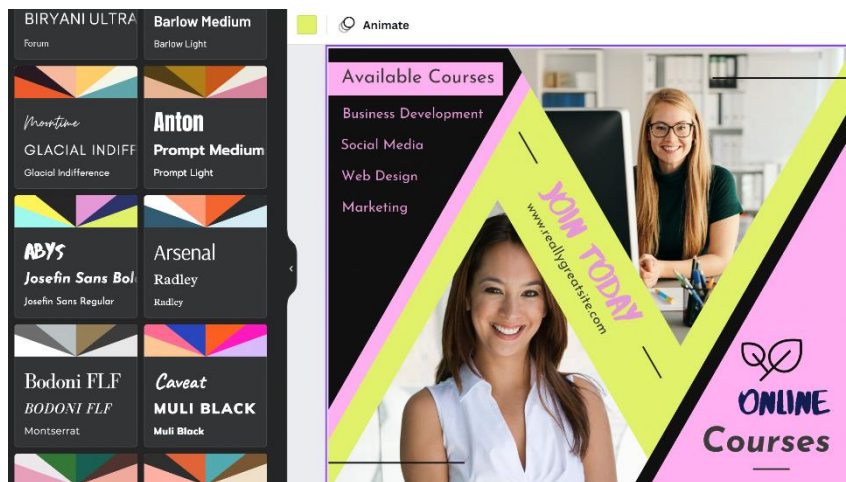 BIRYANI ULTRA
Forum
Barlow Medium
Barlow Light
Moontime
GLACIAL INDIFF
Glacial Indifference
Anton
Prompt Medium
Prompt Light
ABYS
Josefin Sans Bol
Josefin Sans Regular
Arsenal
Radley
Radley
Bodoni FLF
BODONI FLF
Montserrat
Caveat
MULI BLACK
Muli Black
Animate
Available Courses
Business Development
Social Media
Web Design
Marketing
JOIN TODAY
www.reallygreatsite.com
ONLINE
Courses